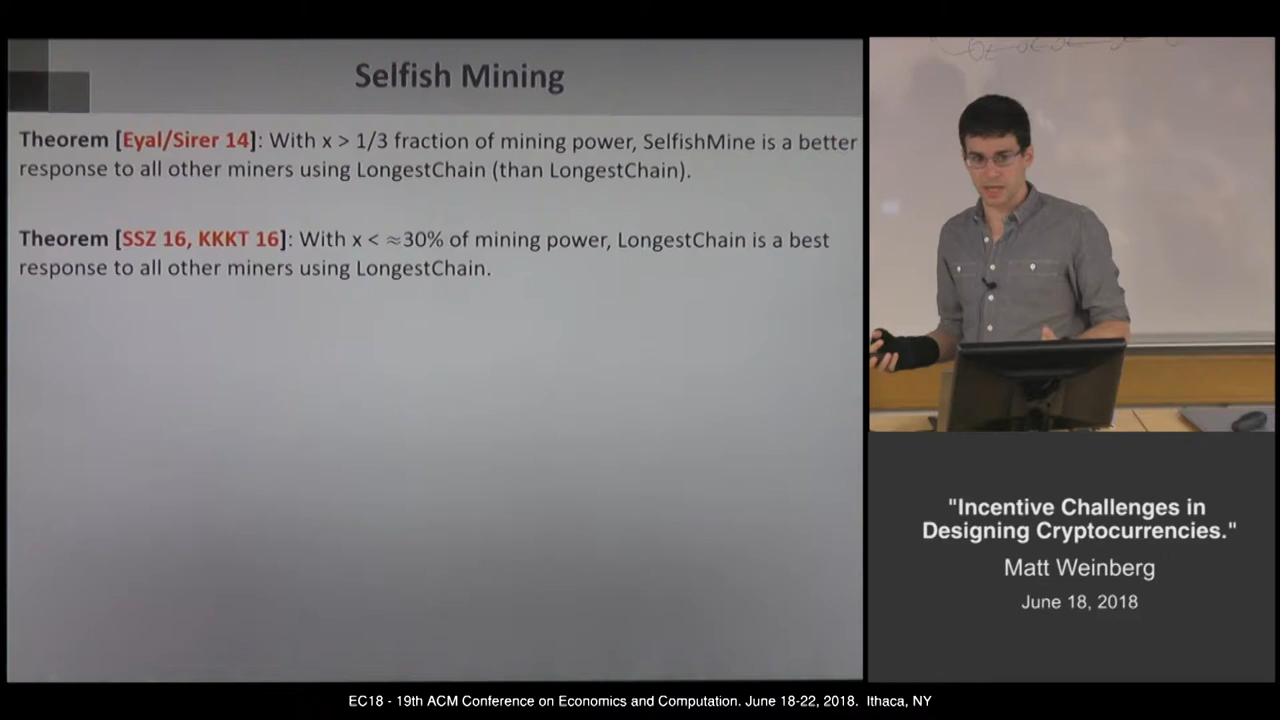 Selfish Mining
Theorem [Eyal/Sirer 14]: With x > 1/3 fraction of mining power, SelfishMine is a better
response to all other miners using LongestChain (than LongestChain).
Theorem [SSZ 16, KKKT 16]: With x < ≈30% of mining power, LongestChain is a best
response to all other miners using LongestChain.
"Incentive Challenges in
Designing Cryptocurrencies."
Matt Weinberg
June 18, 2018
EC18 - 19th ACM Conference on Economics and Computation. June 18-22, 2018. Ithaca, NY